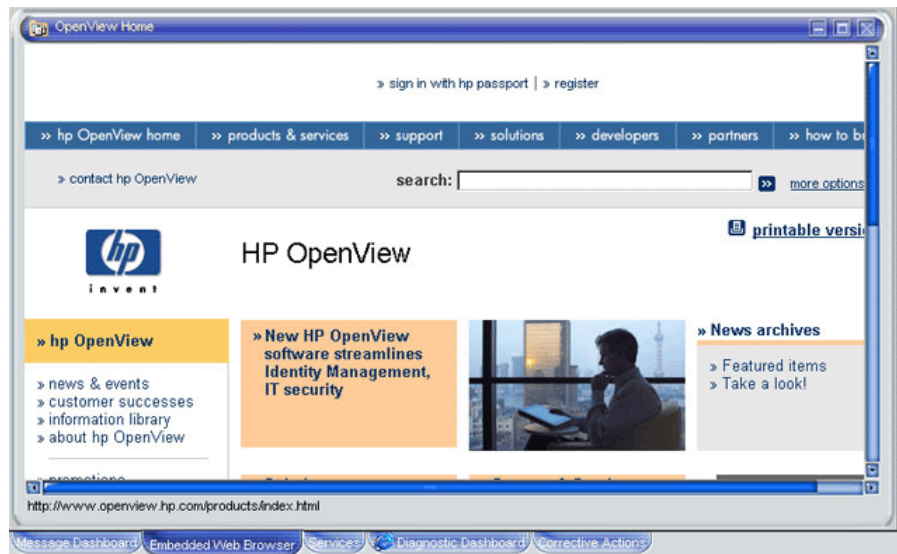 OpenView Home
» sign in with hp passport | » register
» hp OpenView home » products & services » support » solutions » developers » partners » how to bu
» contact hp OpenView search: more options
printable versi
hp
invent
HP OpenView
» hp OpenView
» news & events
» customer successes
» information library
» about hp OpenView
» promotions
» New HP OpenView
software streamlines
Identity Management,
IT security
» News archives
» Featured items
» Take a look!
http://www.openview.hp.com/products/index.html
Message Dashboard Embedded Web Browser Services Diagnostic Dashboard Corrective Actions